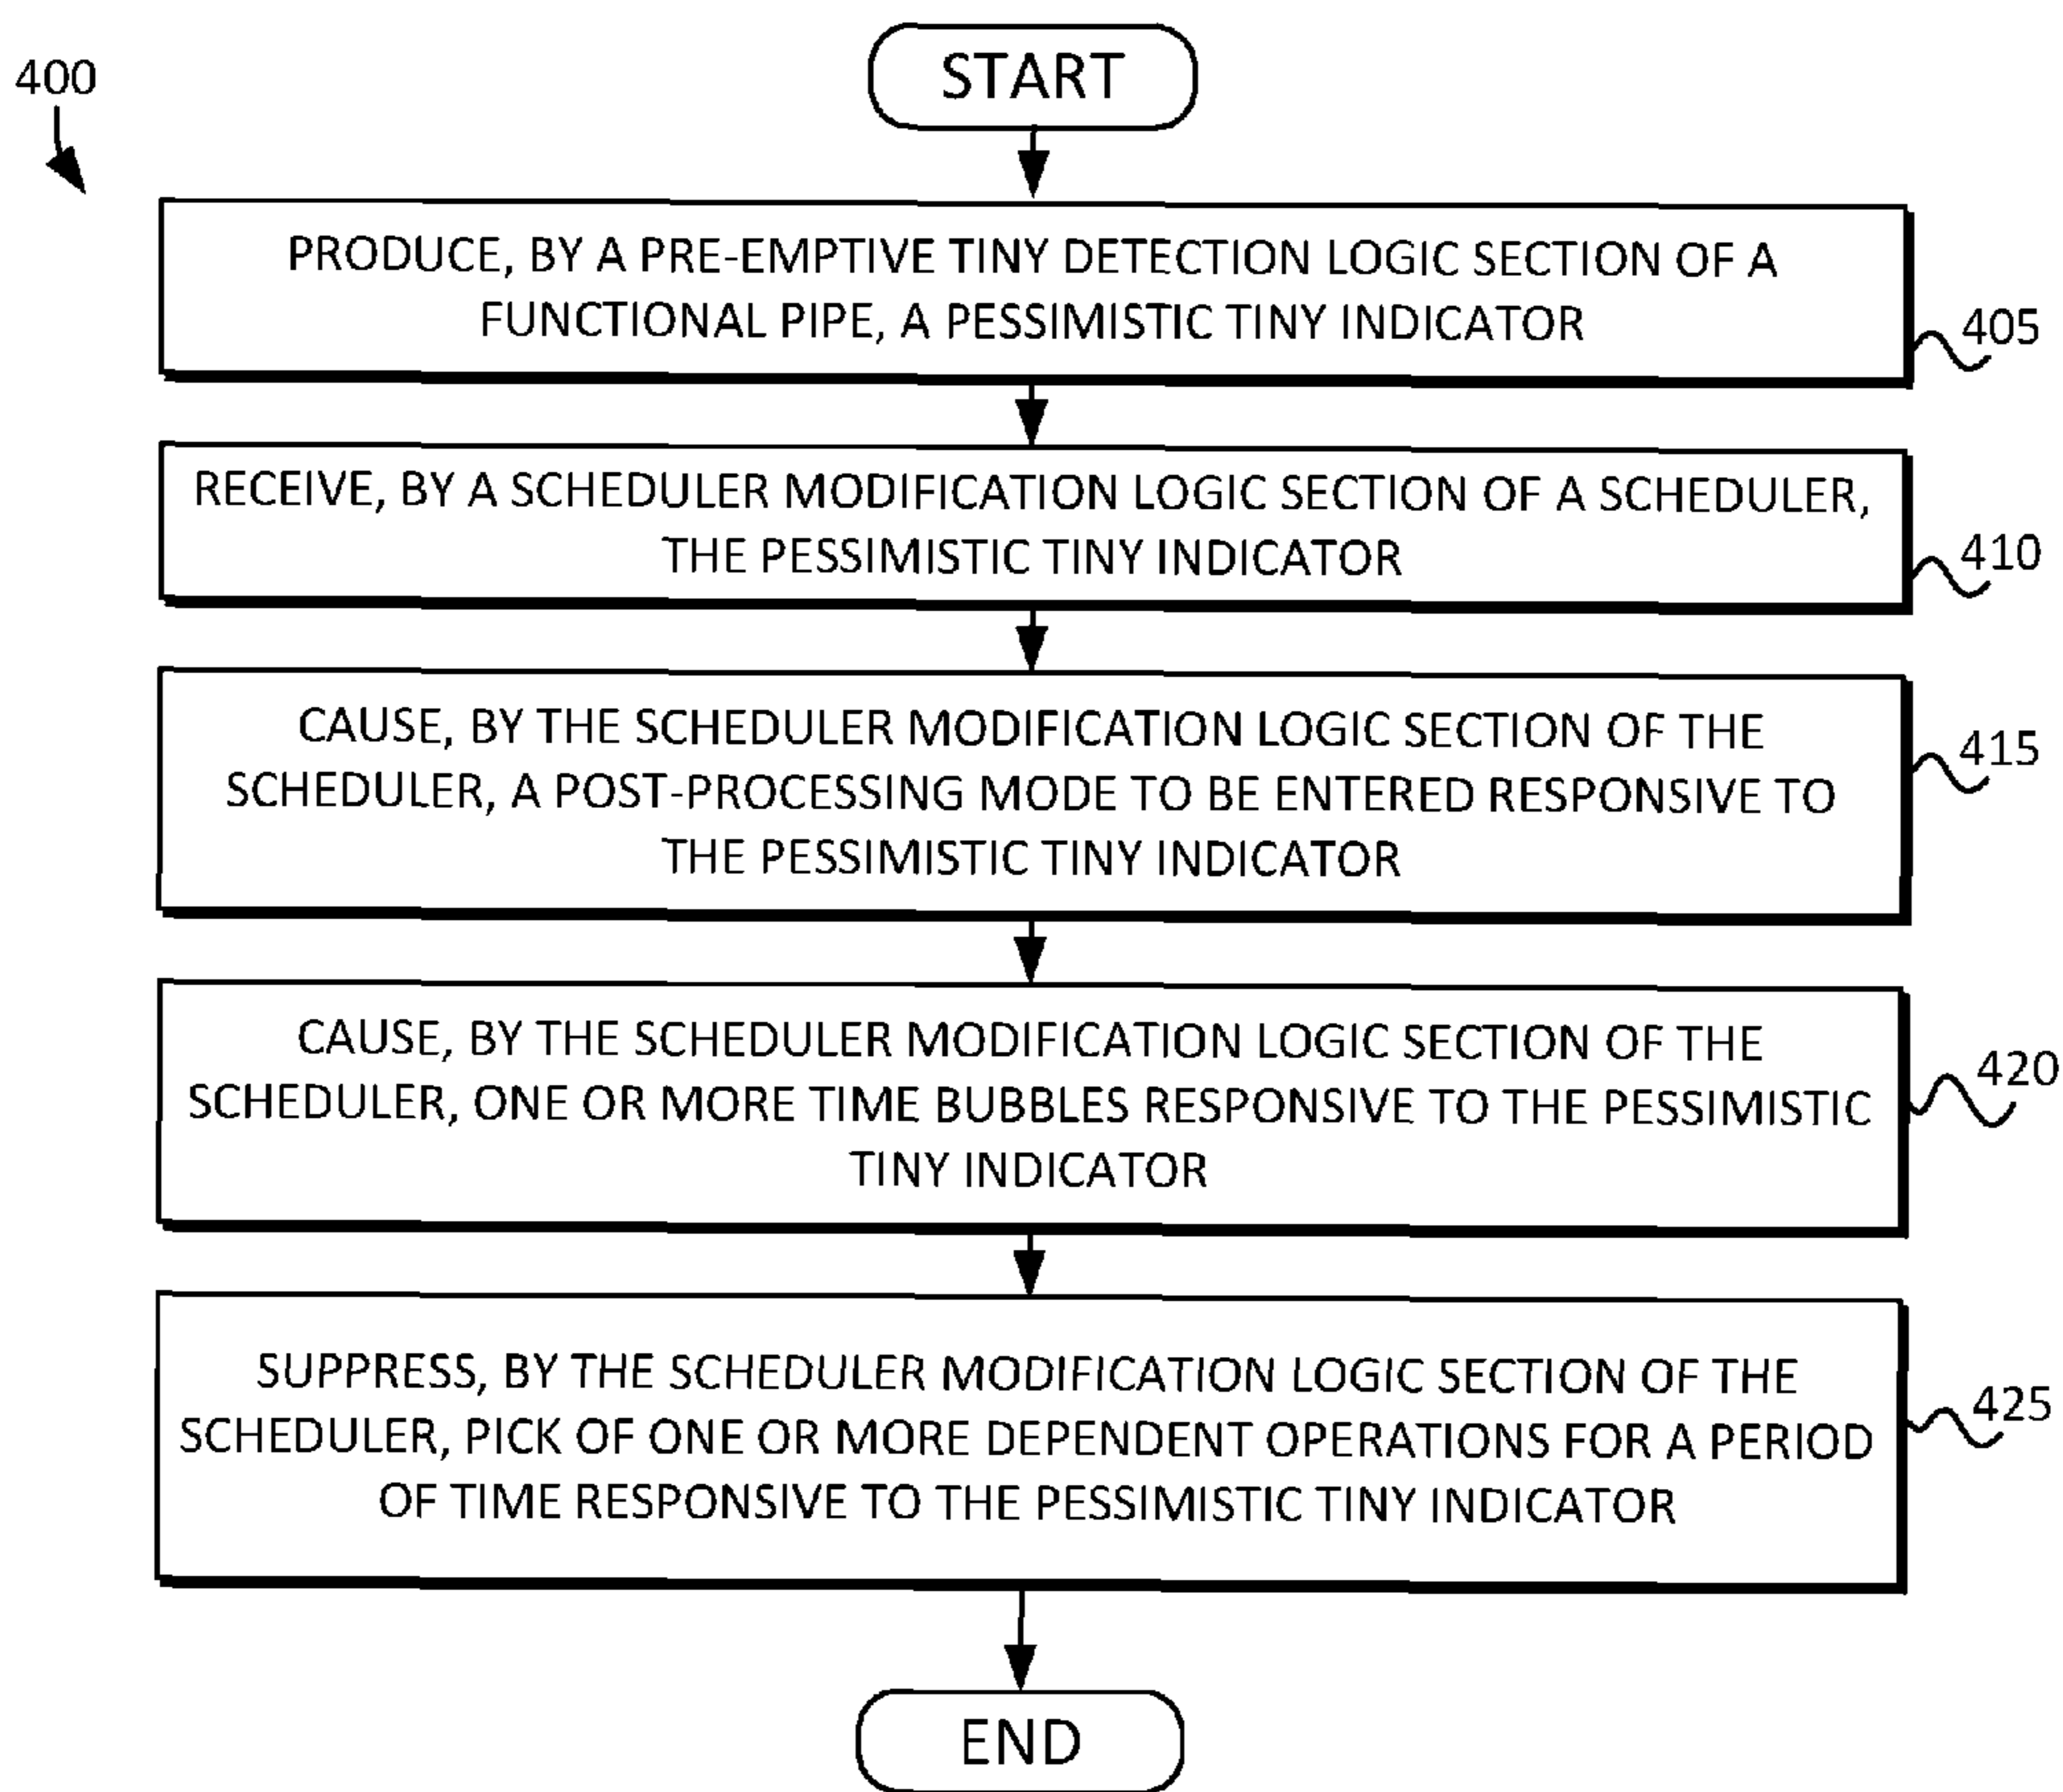 400
START
PRODUCE, BY A PRE-EMPTIVE TINY DETECTION LOGIC SECTION OF A
FUNCTIONAL PIPE, A PESSIMISTIC TINY INDICATOR
405
RECEIVE, BY A SCHEDULER MODIFICATION LOGIC SECTION OF A SCHEDULER,
THE PESSIMISTIC TINY INDICATOR
410
CAUSE, BY THE SCHEDULER MODIFICATION LOGIC SECTION OF THE
SCHEDULER, A POST-PROCESSING MODE TO BE ENTERED RESPONSIVE TO
THE PESSIMISTIC TINY INDICATOR
415
CAUSE, BY THE SCHEDULER MODIFICATION LOGIC SECTION OF THE
SCHEDULER, ONE OR MORE TIME BUBBLES RESPONSIVE TO THE PESSIMISTIC
TINY INDICATOR
420
SUPPRESS, BY THE SCHEDULER MODIFICATION LOGIC SECTION OF THE
SCHEDULER, PICK OF ONE OR MORE DEPENDENT OPERATIONS FOR A PERIOD
OF TIME RESPONSIVE TO THE PESSIMISTIC TINY INDICATOR
425
END